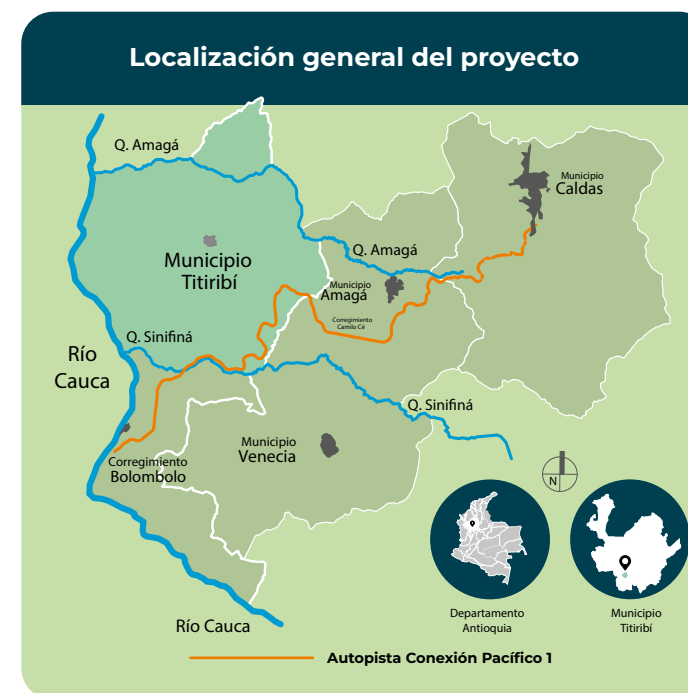 Localización general del proyecto
Q. Amagá
Municipio
Caldas
Q. Amagá
Municipio
Titiribí
Municipio
Amagá
Corregimiento
Camilo Cé
Q. Sinifiná
Río
Cauca
Q. Sinifiná
Municipio
Venecia
Corregimiento
Bolombolo
N
Río Cauca
Departamento
Antioquia
Municipio
Titiribí
Autopista Conexión Pacífico 1